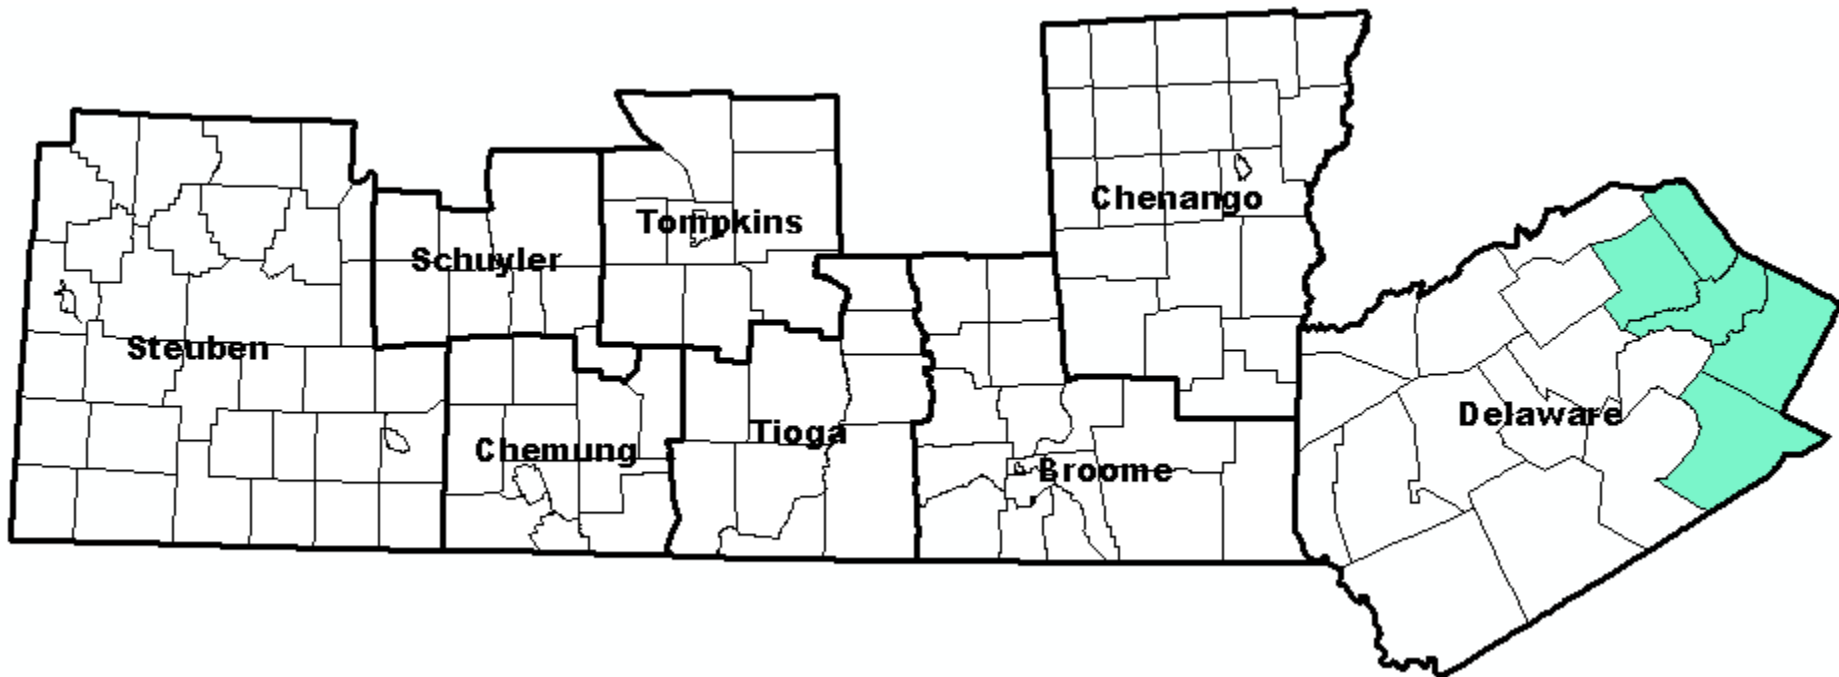 Chenango
Tompkins
Schuyler
Steuben
Delaware
Tioga
Chemung
Broome